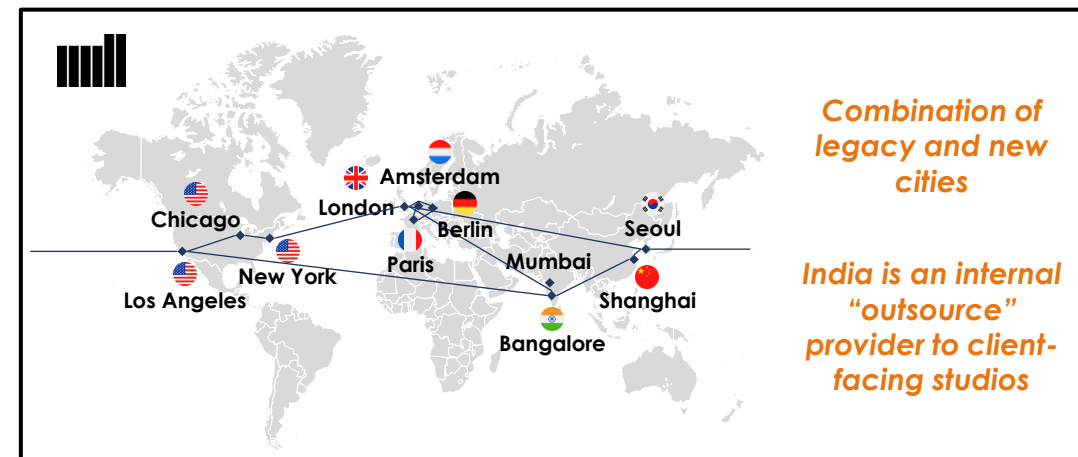 Combination of
legacy and new
cities
Amsterdam
London
Chicago
Berlin
Seoul
New York
Paris
Mumbai
Los Angeles
Shanghai
Bangalore
India is an internal
“outsource”
provider to client-
facing studios